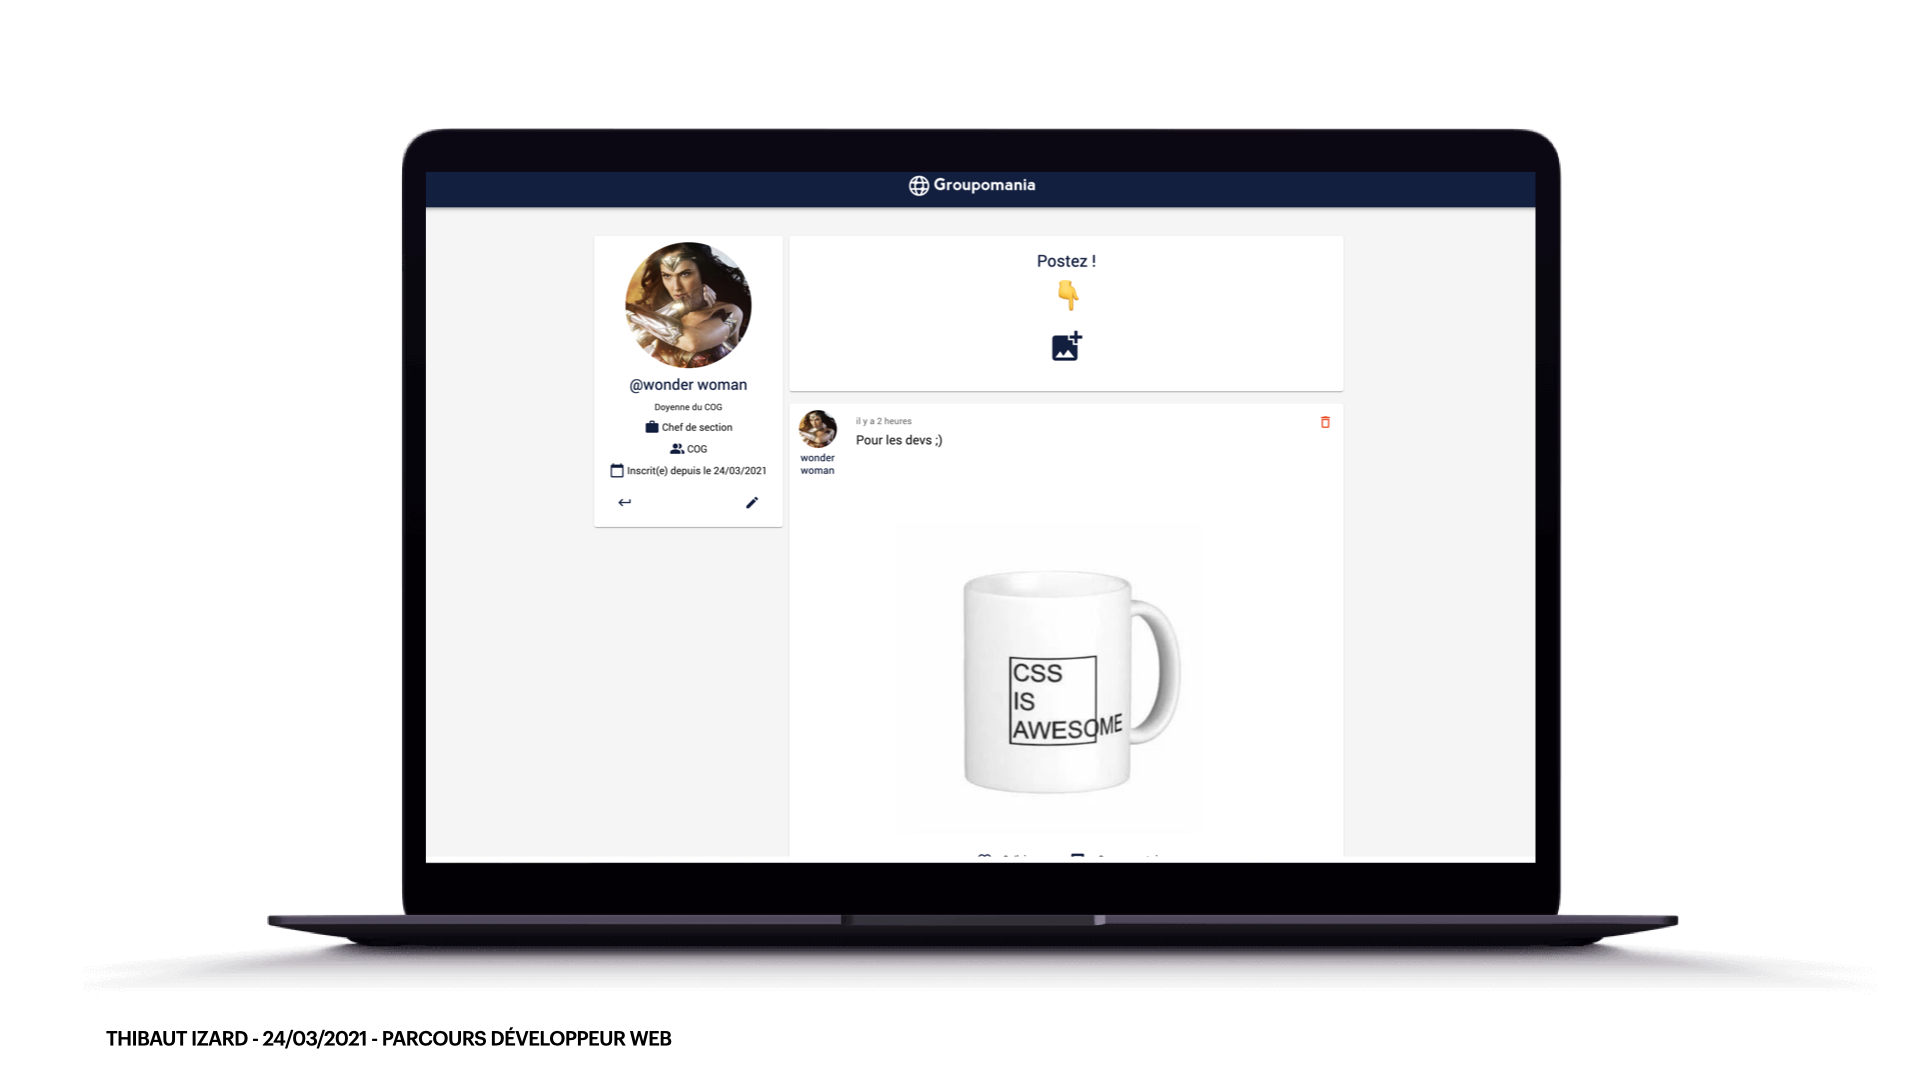 Groupomania
@wonder woman
Doyenne du COG
Chef de section
COG
Inscrit(e) depuis le 24/03/2021
Postez !
il y a 2 heures
Pour les devs ;)
wonder
woman
CSS
IS
AWESOME
THIBAUT IZARD - 24/03/2021 - PARCOURS DÉVELOPPEUR WEB